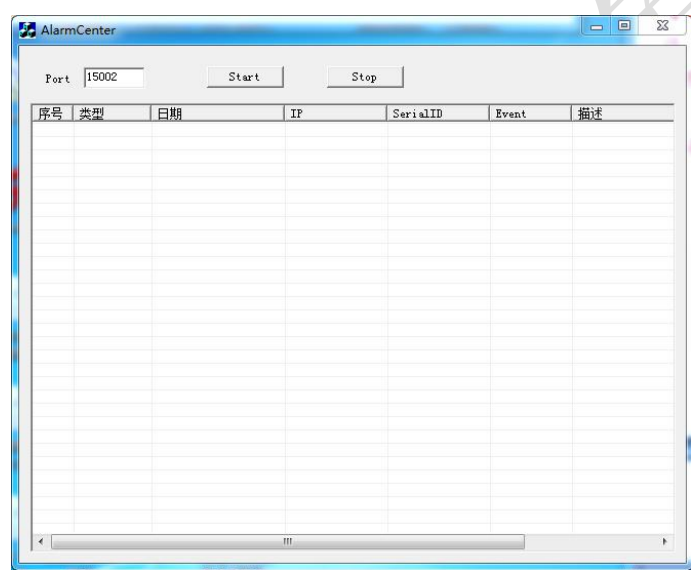 AlarmCenter
Port 15002 Start Stop
序号 类型 日期 IP SerialID Event 描述